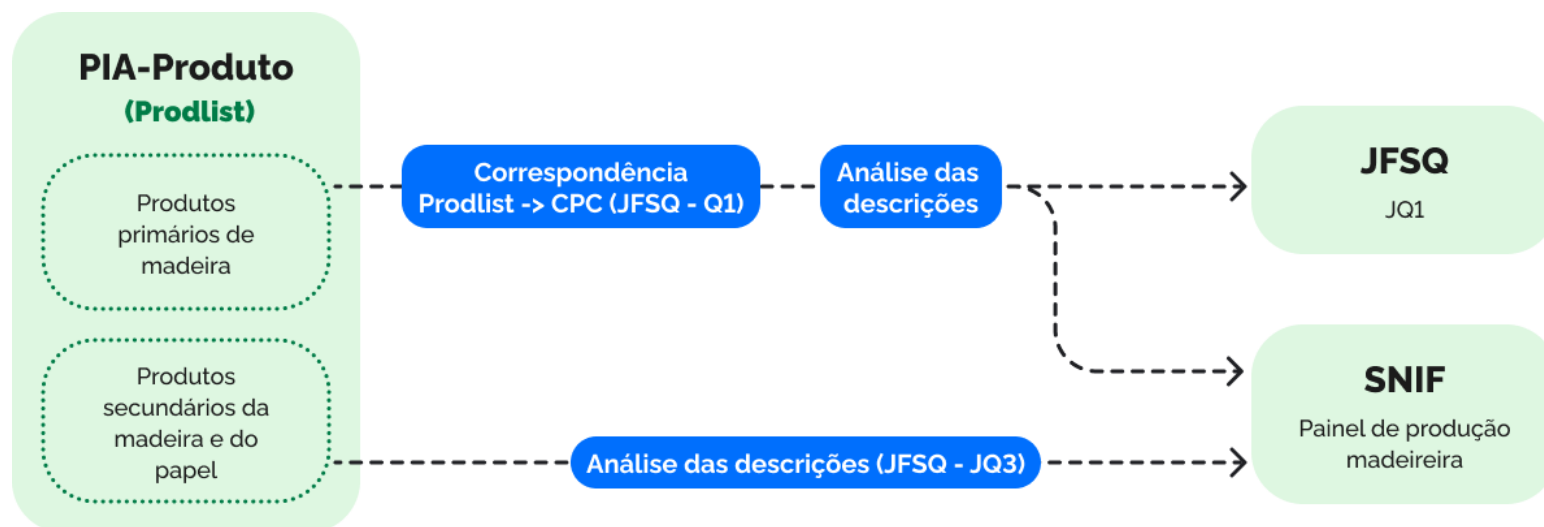 PIA-Produto
(Prodlist)
Produtos
primários de
madeira
Produtos
secundários da
madeira e do
papel
Correspondência
Prodlist -> CPC (JFSQ - Q1)
Análise das
descrições
Análise das descrições (JFSQ - JQ3)
JFSQ
JQ1
SNIF
Painel de produção
madeireira